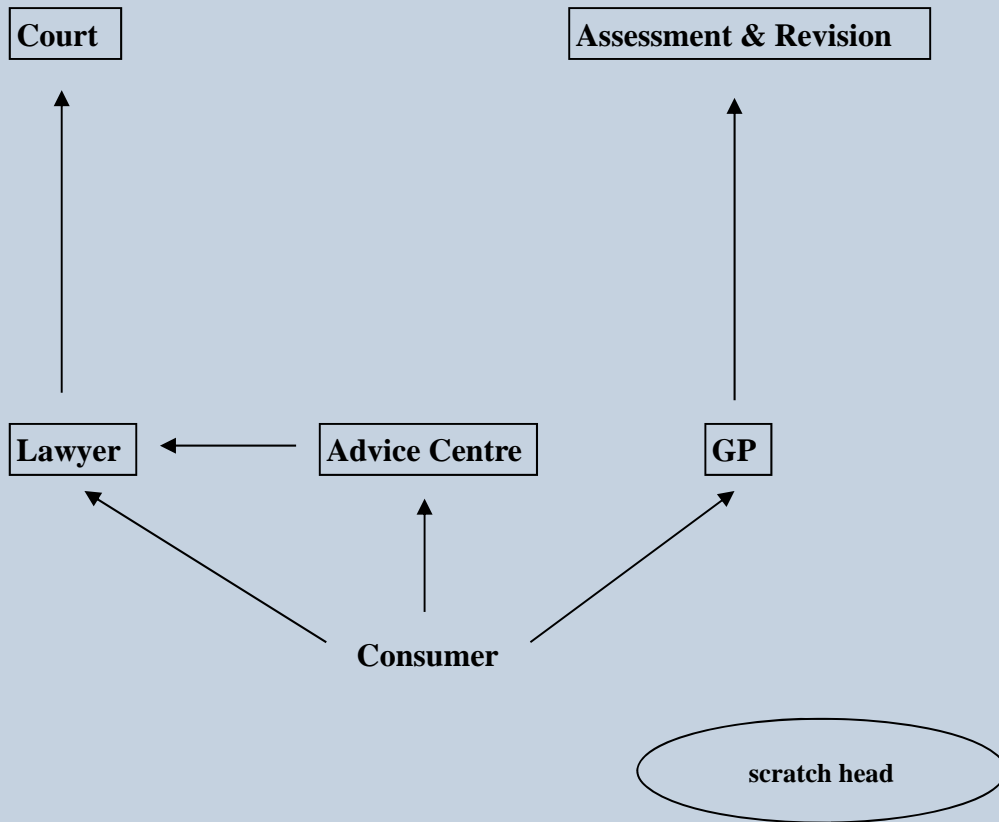 Court
Assessment & Revision
Lawyer
Advice Centre
GP
Consumer
scratch head